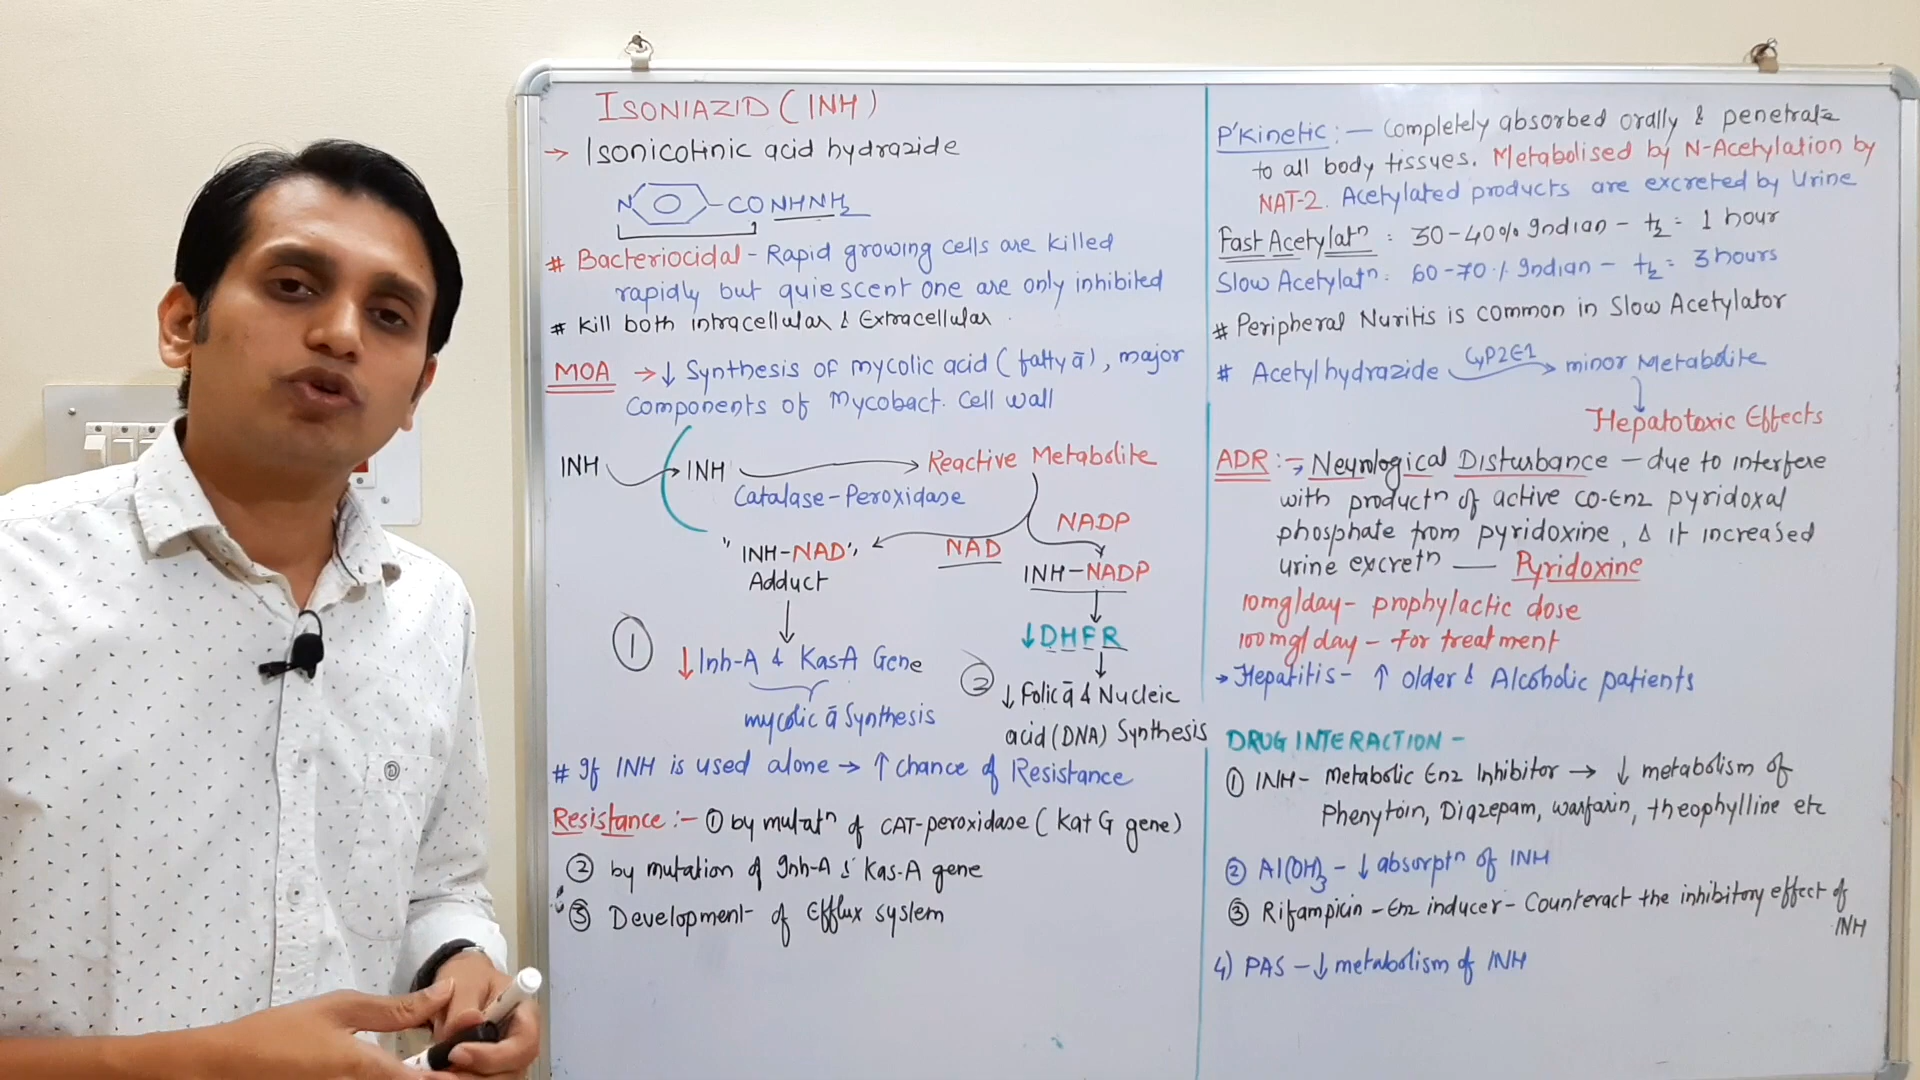 ISONIAZID (INH)
→ Isonicotinic acid hydrazide
N CO NHNH2
# Bacteriocidal - Rapid growing cells are killed
rapidly but quiescent one are only inhibited
# Kill both intracellular & Extracellular.
MOA → ↓ Synthesis of mycolic acid (fatty ā), major
Components of Mycobact. Cell wall
INH → INH → Reactive Metabolite
Catalase-Peroxidase
NADP
"INH-NAD" ← NAD
Adduct
INH-NADP
① ↓ Inh-A & KasA Gene
mycolic ā Synthesis
↓DHFR
② ↓ Folic ā & Nucleic
acid (DNA) Synthesis
# If INH is used alone → ↑ chance of Resistance
Resistance :- ① by mutatn of CAT-peroxidase (Kat G gene)
② by mutation of Inh-A & Kas-A gene
③ Development of Efflux system
P'Kinetic :— Completely absorbed orally & penetrate
to all body tissues. Metabolised by N-Acetylation by
NAT-2. Acetylated products are excreted by Urine
Fast Acetylatn : 30-40% Indian - t½ = 1 hour
Slow Acetylatn : 60-70% Indian - t½ = 3 hours
# Peripheral Nuritis is common in Slow Acetylator
# Acetylhydrazide CYP2E1 → minor Metabolite
↓
Hepatotoxic Effects
ADR :- → Neurological Disturbance — due to interfere
with productn of active co-Enz pyridoxal
phosphate from pyridoxine, & it increased
urine excretn — Pyridoxine
10mg/day - prophylactic dose
100mg/day - For treatment
→ Hepatitis - ↑ older & Alcoholic patients
DRUG INTERACTION -
① INH - Metabolic Enz Inhibitor → ↓ metabolism of
Phenytoin, Diazepam, warfarin, theophylline etc
② Al(OH)3 - ↓ absorptn of INH
③ Rifampicin - Enz inducer - Counteract the inhibitory effect of
INH
4) PAS - ↓ metabolism of INH